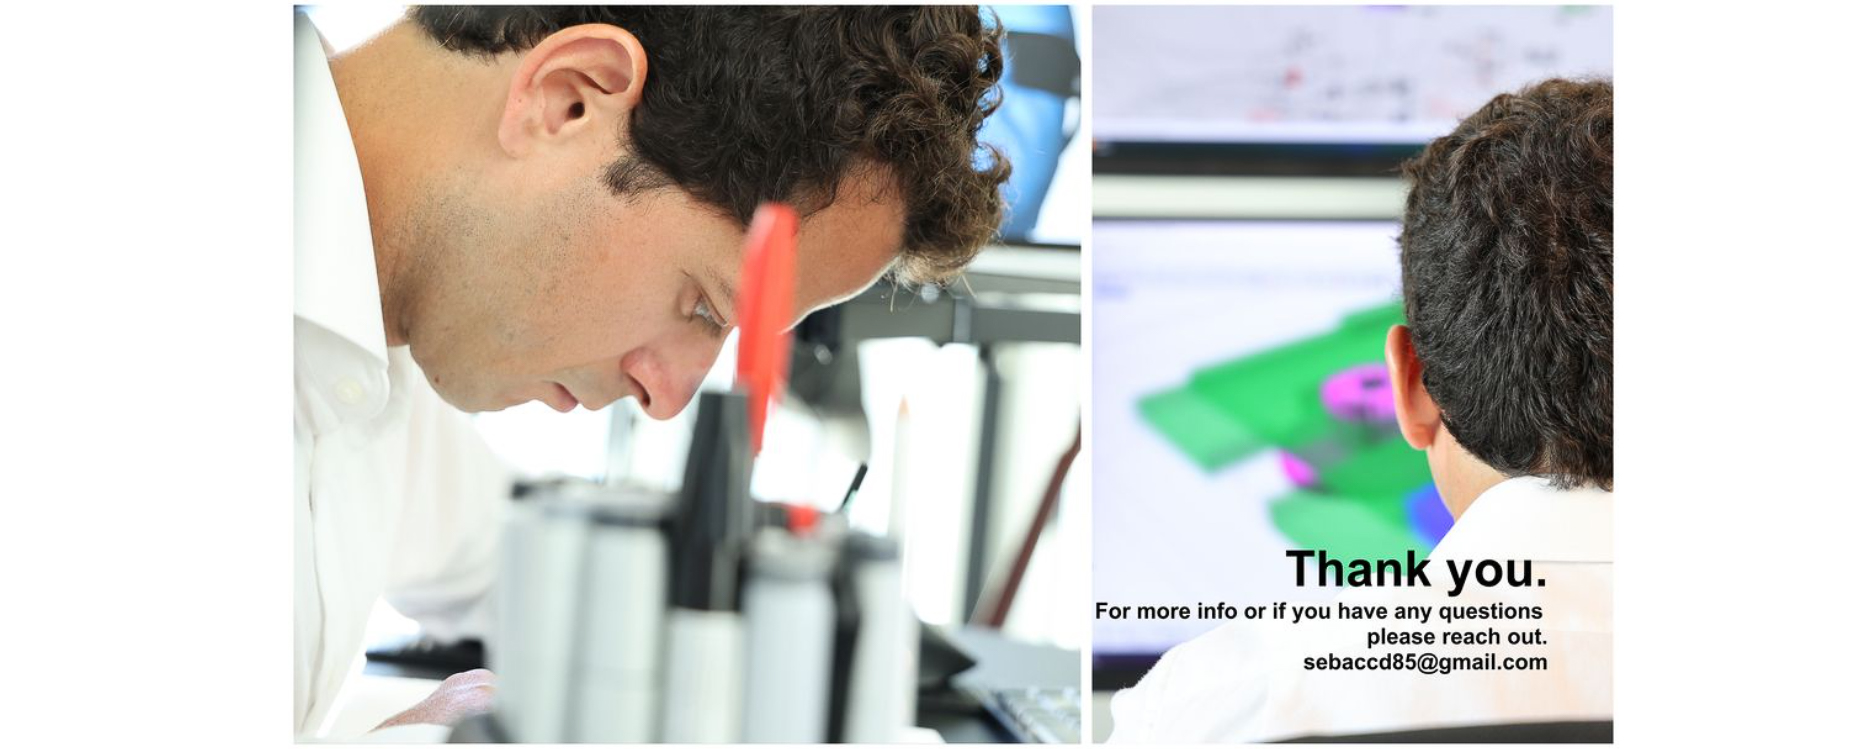 Thank you.
For more info or if you have any questions
please reach out.
sebaccd85@gmail.com